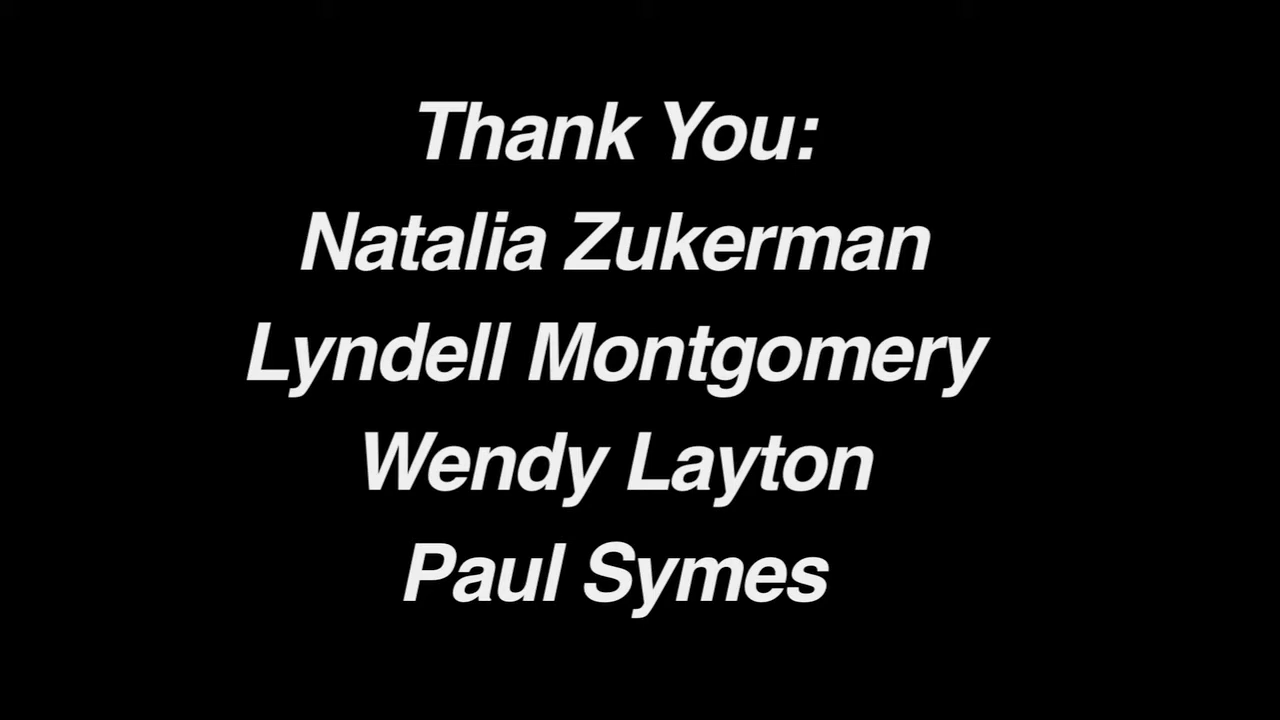 Thank You:
Natalia Zukerman
Lyndell Montgomery
Wendy Layton
Paul Symes